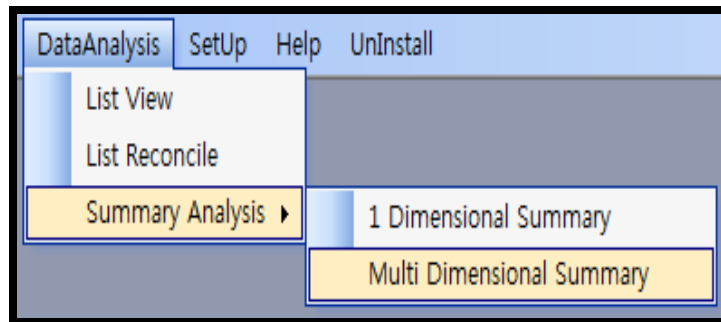 DataAnalysis SetUp Help UnInstall
List View
List Reconcile
Summary Analysis
1 Dimensional Summary
Multi Dimensional Summary